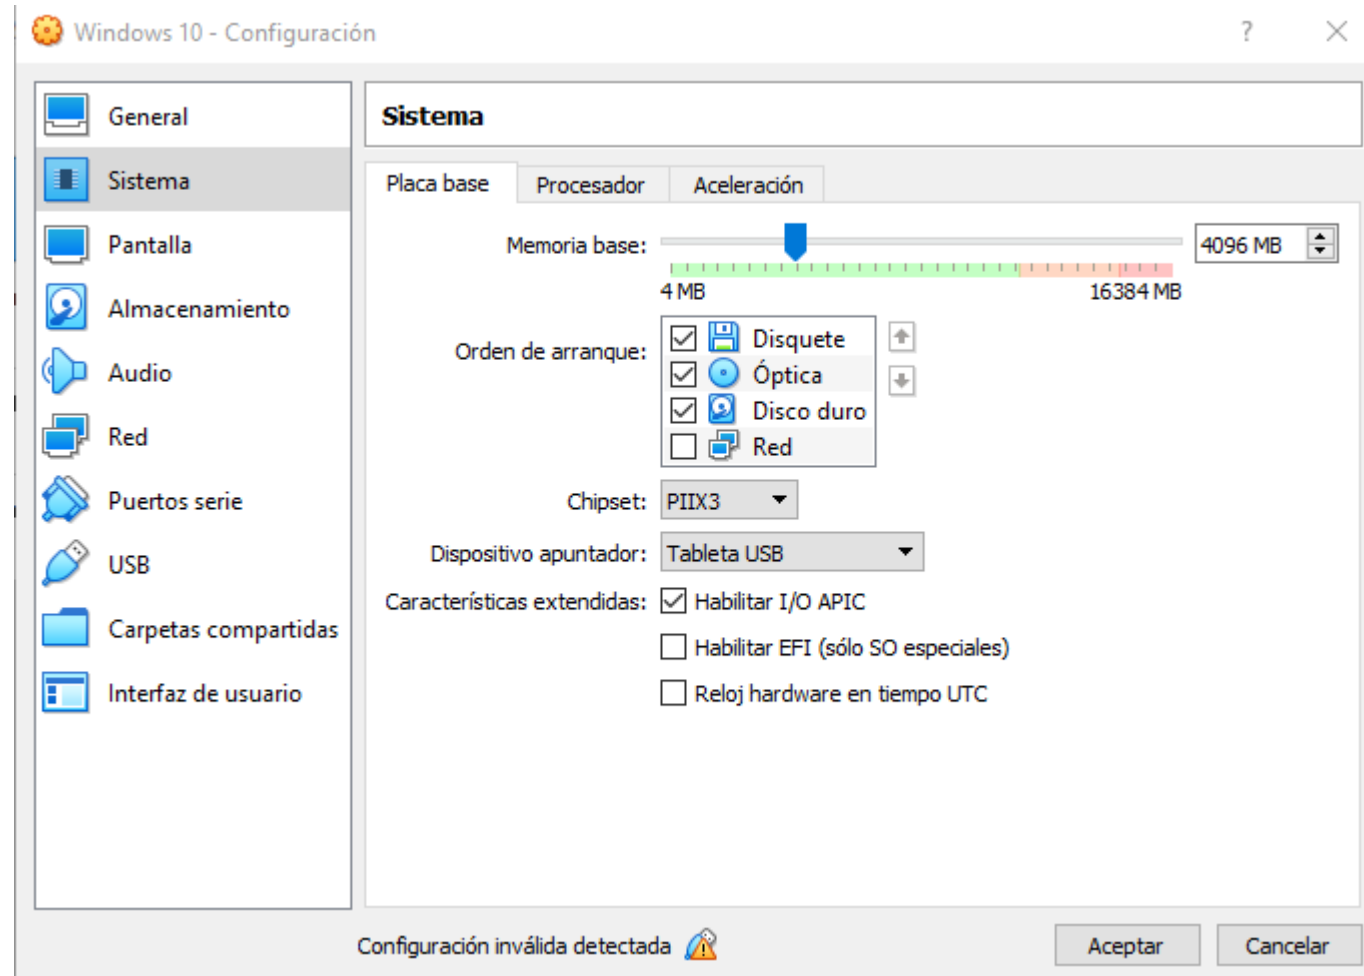 Windows 10 - Configuración
?
General
Sistema
Pantalla
Almacenamiento
Audio
Red
Puertos serie
USB
Carpetas compartidas
Interfaz de usuario
Sistema
Placa base Procesador Aceleración
Memoria base: 4096 MB
4 MB 16384 MB
Orden de arranque: Disquete
Óptica
Disco duro
Red
Chipset: PIIX3
Dispositivo apuntador: Tableta USB
Características extendidas: Habilitar I/O APIC
Habilitar EFI (sólo SO especiales)
Reloj hardware en tiempo UTC
Configuración inválida detectada Aceptar Cancelar